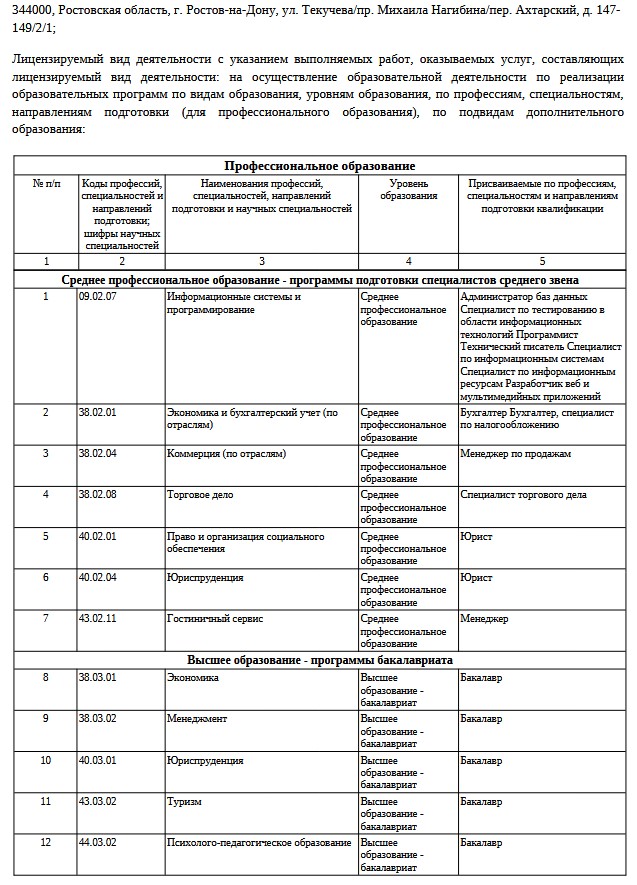 344000, Ростовская область, г. Ростов-на-Дону, ул. Текучева/пр. Михаила Нагибина/пер. Ахтарский, д. 147-
149/2/1;
Лицензируемый вид деятельности с указанием выполняемых работ, оказываемых услуг, составляющих
лицензируемый вид деятельности: на осуществление образовательной деятельности по реализации
образовательных программ по видам образования, уровням образования, по профессиям, специальностям,
направлениям подготовки (для профессионального образования), по подвидам дополнительного
образования:
Профессиональное образование
№ п/п
Коды профессий,
специальностей и
направлений
подготовки;
шифры научных
специальностей
Наименования профессий,
специальностей, направлений
подготовки и научных специальностей
Уровень
образования
Присваиваемые по профессиям,
специальностям и направлениям
подготовки квалификации
1 2 3 4 5
Среднее профессиональное образование - программы подготовки специалистов среднего звена
1
09.02.07
Информационные системы и
программирование
Среднее
профессиональное
образование
Администратор баз данных
Специалист по тестированию в
области информационных
технологий Программист
Технический писатель Специалист
по информационным системам
Специалист по информационным
ресурсам Разработчик веб и
мультимедийных приложений
2
38.02.01
Экономика и бухгалтерский учет (по
отраслям)
Среднее
профессиональное
образование
Бухгалтер Бухгалтер, специалист
по налогообложению
3
38.02.04
Коммерция (по отраслям)
Среднее
профессиональное
образование
Менеджер по продажам
4
38.02.08
Торговое дело
Среднее
профессиональное
образование
Специалист торгового дела
5
40.02.01
Право и организация социального
обеспечения
Среднее
профессиональное
образование
Юрист
6
40.02.04
Юриспруденция
Среднее
профессиональное
образование
Юрист
7
43.02.11
Гостиничный сервис
Среднее
профессиональное
образование
Менеджер
Высшее образование - программы бакалавриата
8
38.03.01
Экономика
Высшее
образование -
бакалавриат
Бакалавр
9
38.03.02
Менеджмент
Высшее
образование -
бакалавриат
Бакалавр
10
40.03.01
Юриспруденция
Высшее
образование -
бакалавриат
Бакалавр
11
43.03.02
Туризм
Высшее
образование -
бакалавриат
Бакалавр
12
44.03.02
Психолого-педагогическое образование
Высшее
образование -
бакалавриат
Бакалавр